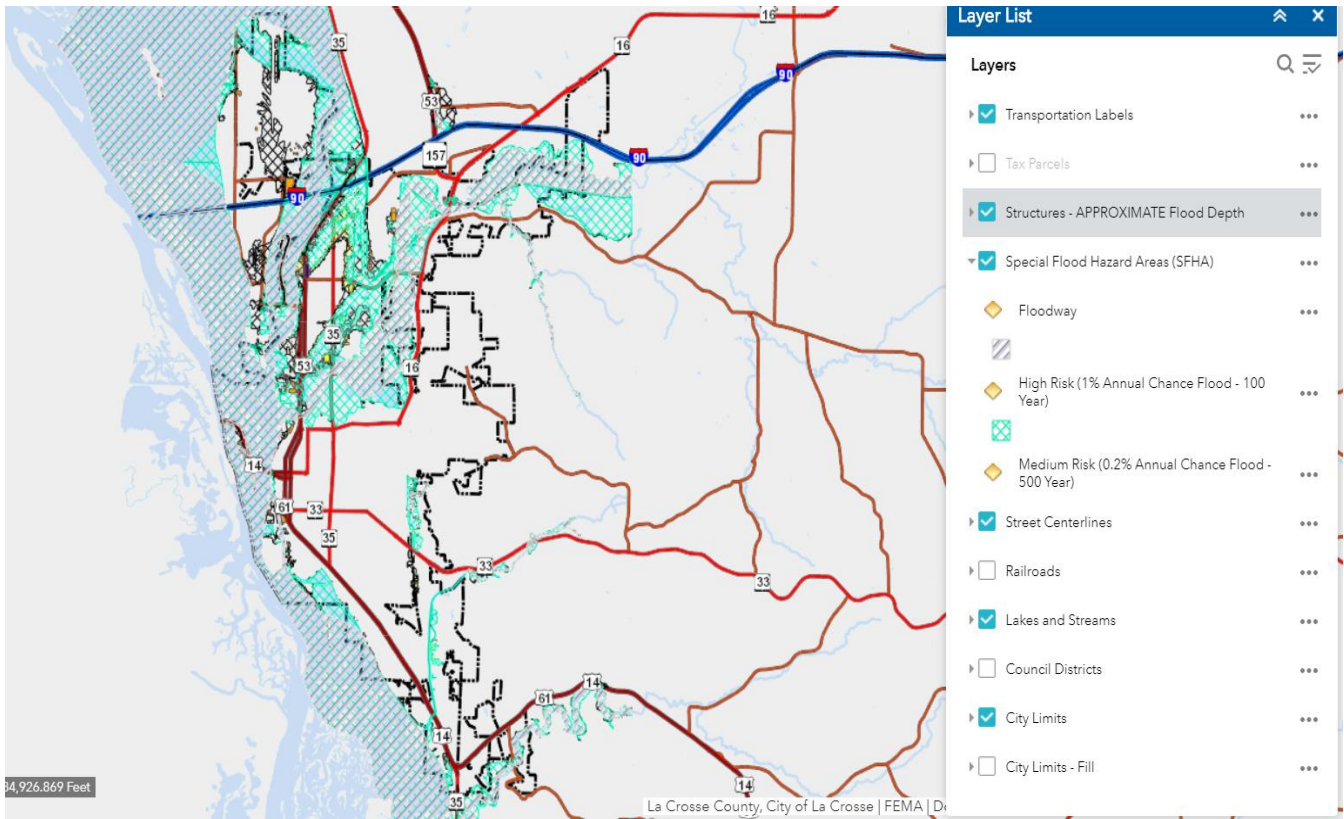 16
35
16
53
90
157
90
90
35
53
16
14
61
33
35
33
33
61
14
14
35
14
34,926.869 Feet
La Crosse County, City of La Crosse | FEMA |
Layer List
Layers
Transportation Labels
Tax Parcels
Structures - APPROXIMATE Flood Depth
Special Flood Hazard Areas (SFHA)
Floodway
High Risk (1% Annual Chance Flood - 100
Year)
Medium Risk (0.2% Annual Chance Flood -
500 Year)
Street Centerlines
Railroads
Lakes and Streams
Council Districts
City Limits
City Limits - Fill